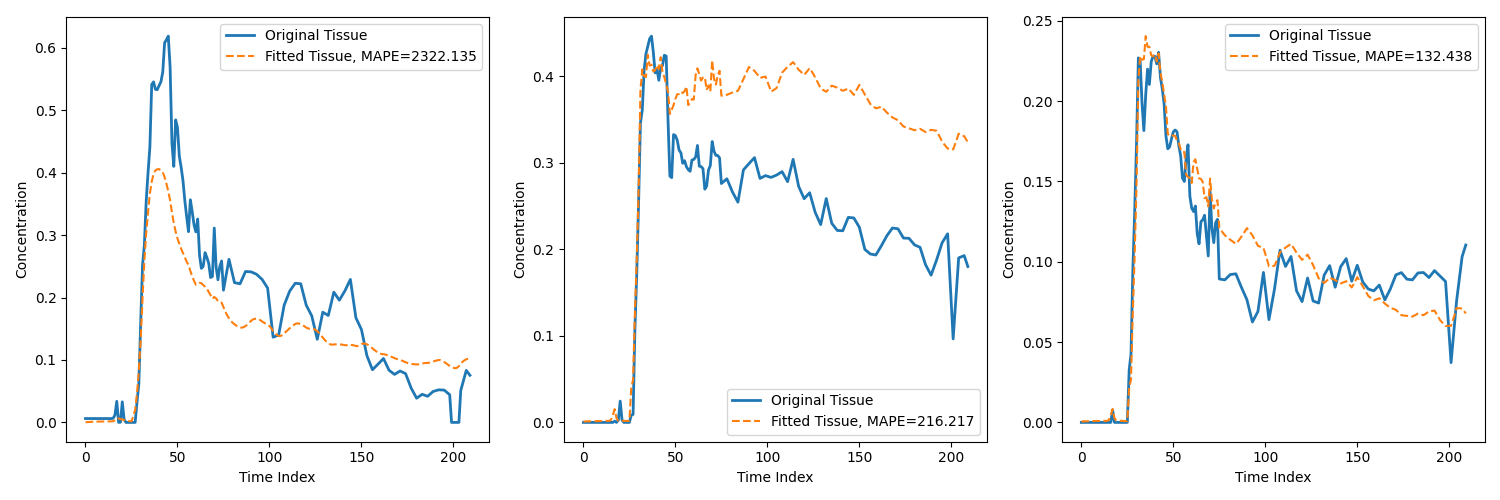 Original Tissue
Fitted Tissue, MAPE=2322.135
0.6
0.5
0.4
0.3
0.2
0.1
0.0
Concentration
0 50 100 150 200
Time Index
Original Tissue
Fitted Tissue, MAPE=216.217
0.4
0.3
0.2
0.1
0.0
Concentration
0 50 100 150 200
Time Index
Original Tissue
Fitted Tissue, MAPE=132.438
0.25
0.20
0.15
0.10
0.05
0.00
Concentration
0 50 100 150 200
Time Index